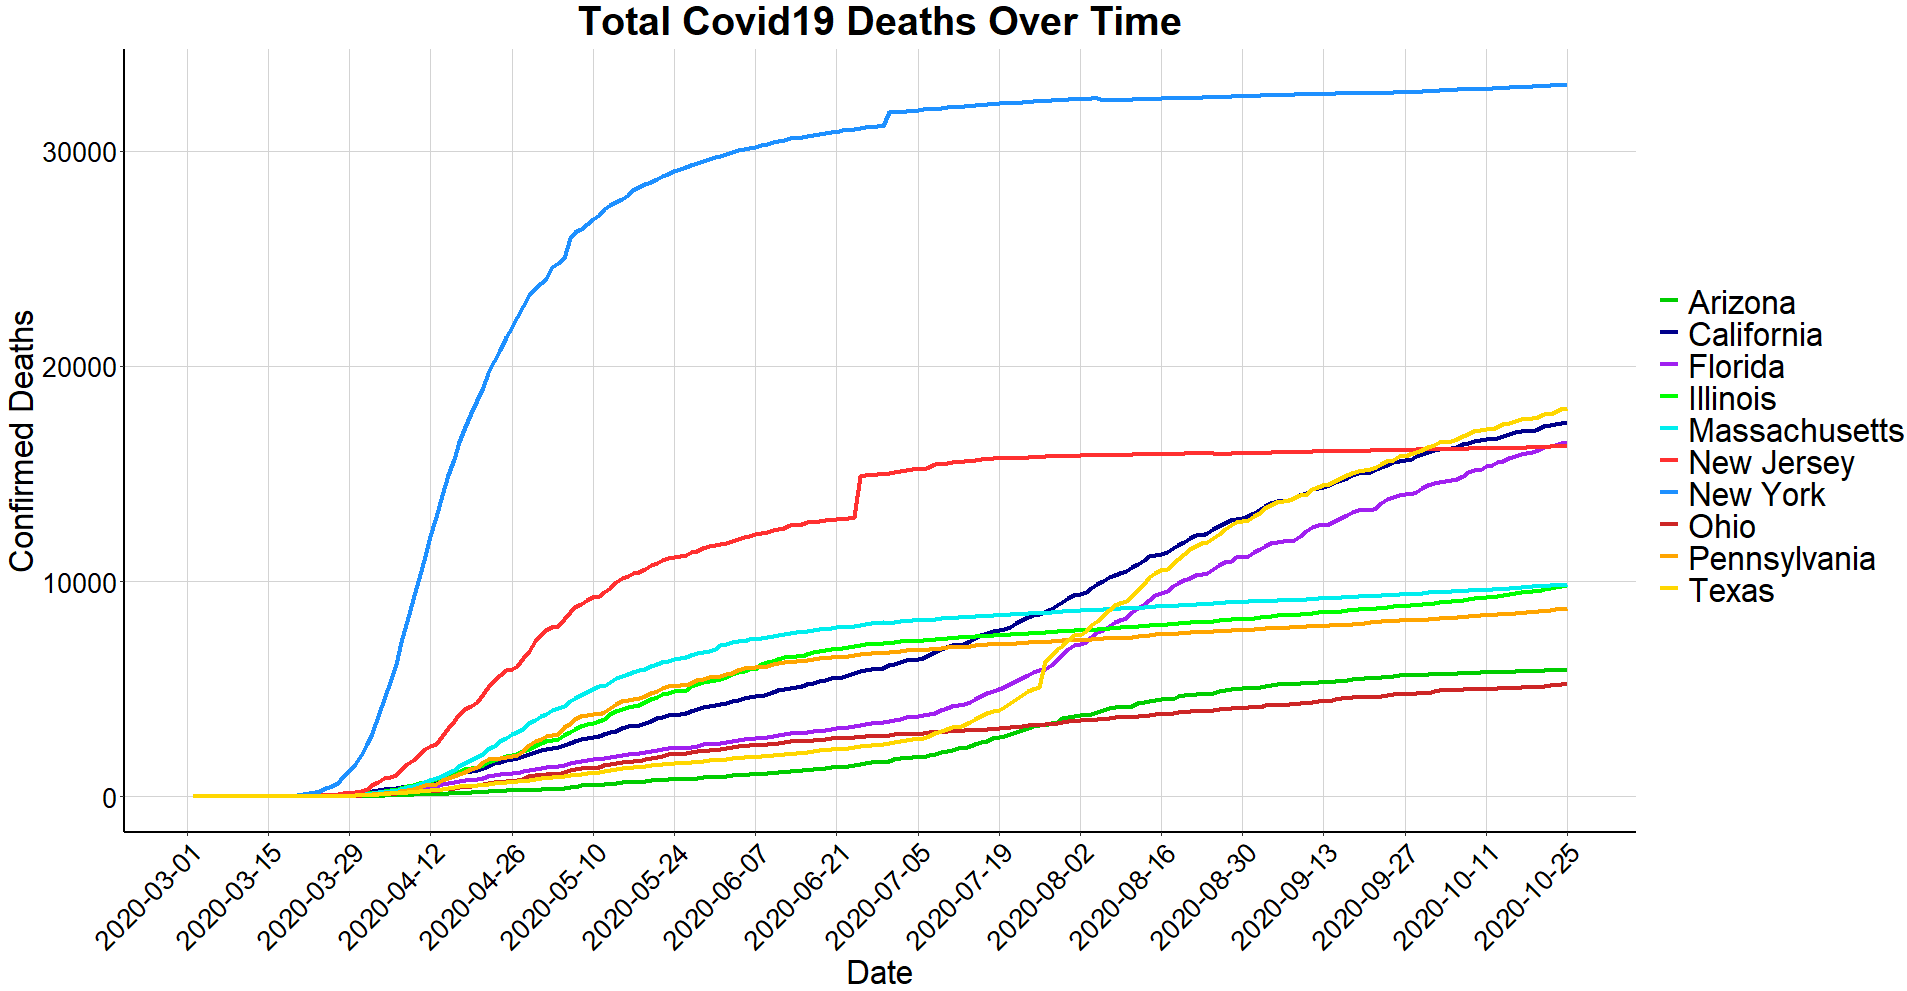 Total Covid19 Deaths Over Time
Confirmed Deaths
30000
20000
10000
0
2020-03-01
2020-03-15
2020-03-29
2020-04-12
2020-04-26
2020-05-10
2020-05-24
2020-06-07
2020-06-21
2020-07-05
2020-07-19
2020-08-02
2020-08-16
2020-08-30
2020-09-13
2020-09-27
2020-10-11
2020-10-25
Date
Arizona
California
Florida
Illinois
Massachusetts
New Jersey
New York
Ohio
Pennsylvania
Texas